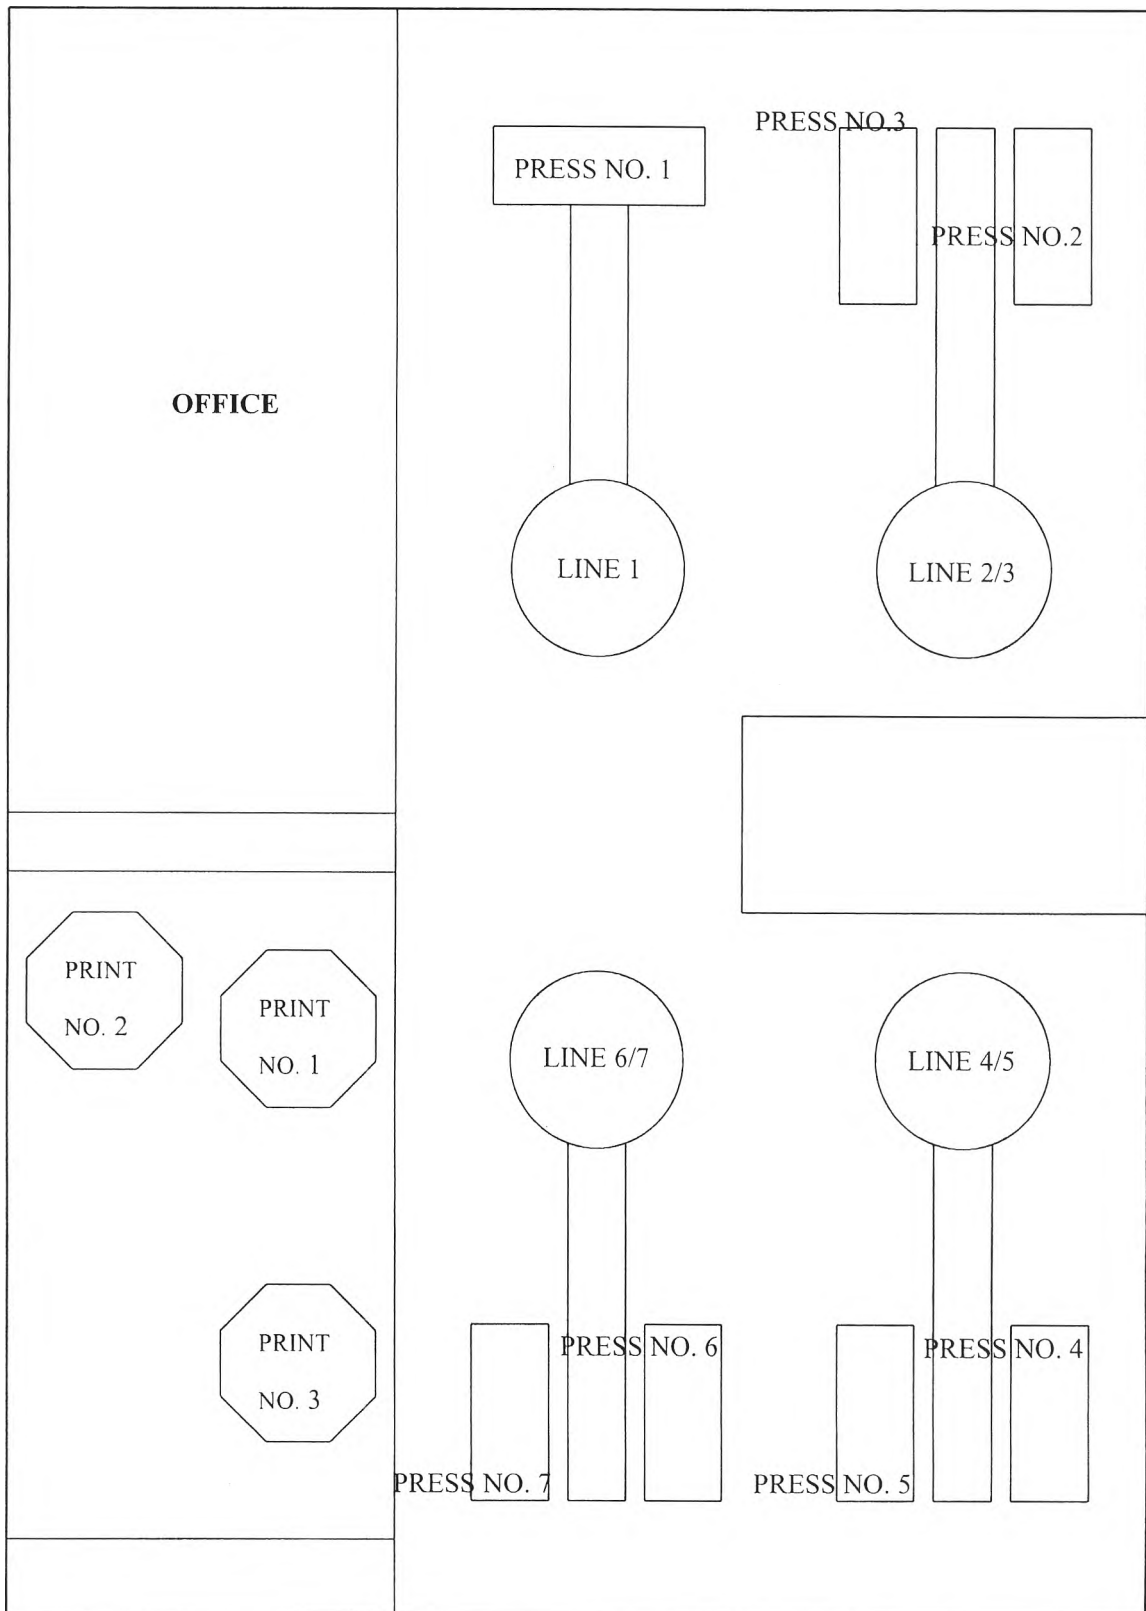 PRESS NO.3
PRESS NO. 1
PRESS NO.2
OFFICE
LINE 1
LINE 2/3
PRINT
NO. 2
PRINT
NO. 1
LINE 6/7
LINE 4/5
PRINT
NO. 3
PRESS NO. 6
PRESS NO. 4
PRESS NO. 7
PRESS NO. 5